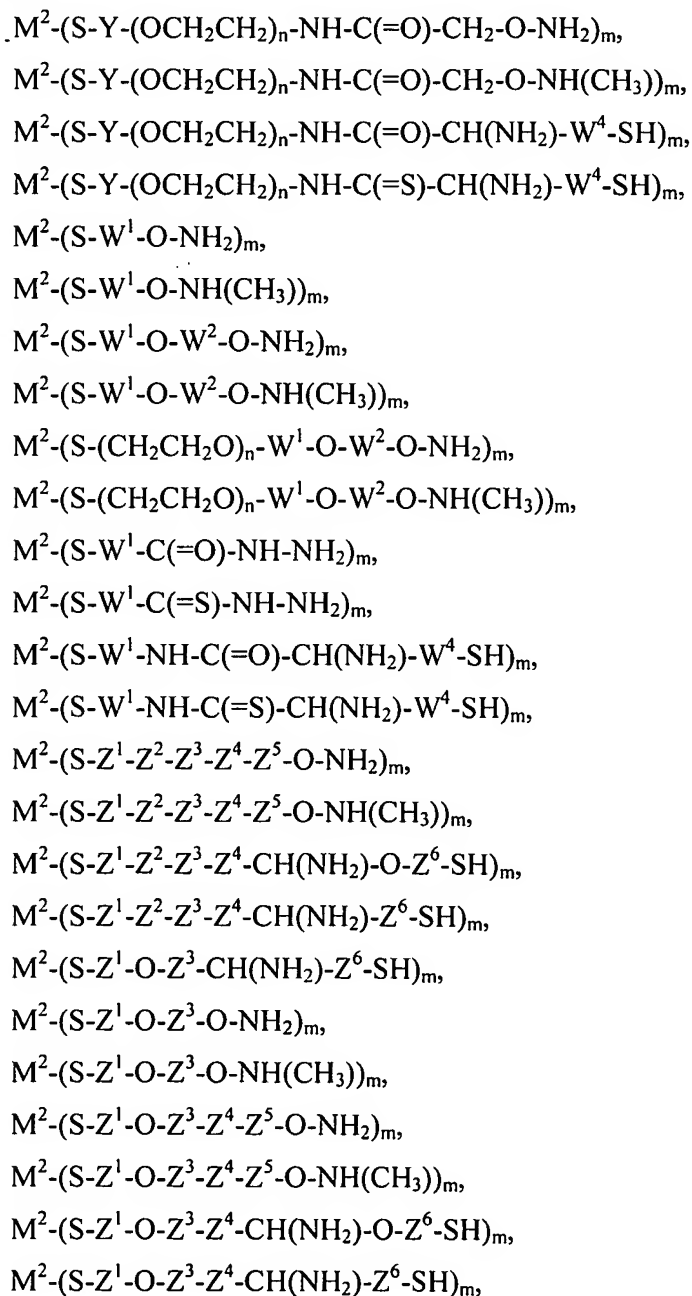 M²-(S-Y-(OCH₂CH₂)ₙ-NH-C(=O)-CH₂-O-NH₂)ₘ,
M²-(S-Y-(OCH₂CH₂)ₙ-NH-C(=O)-CH₂-O-NH(CH₃))ₘ,
M²-(S-Y-(OCH₂CH₂)ₙ-NH-C(=O)-CH(NH₂)-W⁴-SH)ₘ,
M²-(S-Y-(OCH₂CH₂)ₙ-NH-C(=S)-CH(NH₂)-W⁴-SH)ₘ,
M²-(S-W¹-O-NH₂)ₘ,
M²-(S-W¹-O-NH(CH₃))ₘ,
M²-(S-W¹-O-W²-O-NH₂)ₘ,
M²-(S-W¹-O-W²-O-NH(CH₃))ₘ,
M²-(S-(CH₂CH₂O)ₙ-W¹-O-W²-O-NH₂)ₘ,
M²-(S-(CH₂CH₂O)ₙ-W¹-O-W²-O-NH(CH₃))ₘ,
M²-(S-W¹-C(=O)-NH-NH₂)ₘ,
M²-(S-W¹-C(=S)-NH-NH₂)ₘ,
M²-(S-W¹-NH-C(=O)-CH(NH₂)-W⁴-SH)ₘ,
M²-(S-W¹-NH-C(=S)-CH(NH₂)-W⁴-SH)ₘ,
M²-(S-Z¹-Z²-Z³-Z⁴-Z⁵-O-NH₂)ₘ,
M²-(S-Z¹-Z²-Z³-Z⁴-Z⁵-O-NH(CH₃))ₘ,
M²-(S-Z¹-Z²-Z³-Z⁴-CH(NH₂)-O-Z⁶-SH)ₘ,
M²-(S-Z¹-Z²-Z³-Z⁴-CH(NH₂)-Z⁶-SH)ₘ,
M²-(S-Z¹-O-Z³-CH(NH₂)-Z⁶-SH)ₘ,
M²-(S-Z¹-O-Z³-O-NH₂)ₘ,
M²-(S-Z¹-O-Z³-O-NH(CH₃))ₘ,
M²-(S-Z¹-O-Z³-Z⁴-Z⁵-O-NH₂)ₘ,
M²-(S-Z¹-O-Z³-Z⁴-Z⁵-O-NH(CH₃))ₘ,
M²-(S-Z¹-O-Z³-Z⁴-CH(NH₂)-O-Z⁶-SH)ₘ,
M²-(S-Z¹-O-Z³-Z⁴-CH(NH₂)-Z⁶-SH)ₘ,